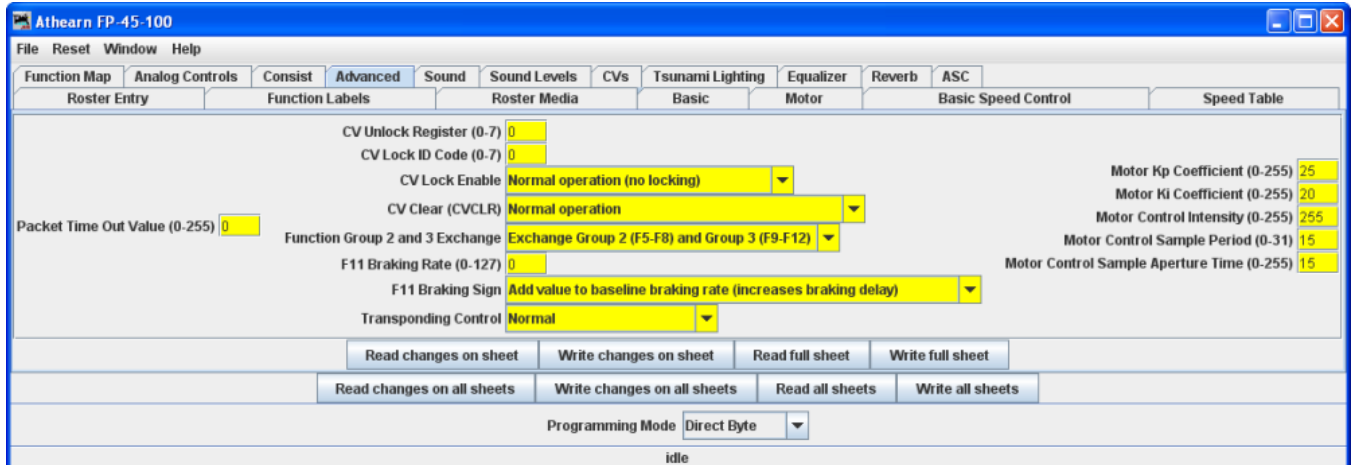 Athearn FP-45-100
File Reset Window Help
Function Map Analog Controls Consist Advanced Sound Sound Levels CVs Tsunami Lighting Equalizer Reverb ASC
Roster Entry Function Labels Roster Media Basic Motor Basic Speed Control Speed Table
Packet Time Out Value (0-255) 0
CV Unlock Register (0-7) 0
CV Lock ID Code (0-7) 0
CV Lock Enable Normal operation (no locking)
CV Clear (CVCLR) Normal operation
Function Group 2 and 3 Exchange Exchange Group 2 (F5-F8) and Group 3 (F9-F12)
F11 Braking Rate (0-127) 0
F11 Braking Sign Add value to baseline braking rate (increases braking delay)
Transponding Control Normal
Motor Kp Coefficient (0-255) 25
Motor Ki Coefficient (0-255) 20
Motor Control Intensity (0-255) 255
Motor Control Sample Period (0-31) 15
Motor Control Sample Aperture Time (0-255) 15
Read changes on sheet Write changes on sheet Read full sheet Write full sheet
Read changes on all sheets Write changes on all sheets Read all sheets Write all sheets
Programming Mode Direct Byte
idle